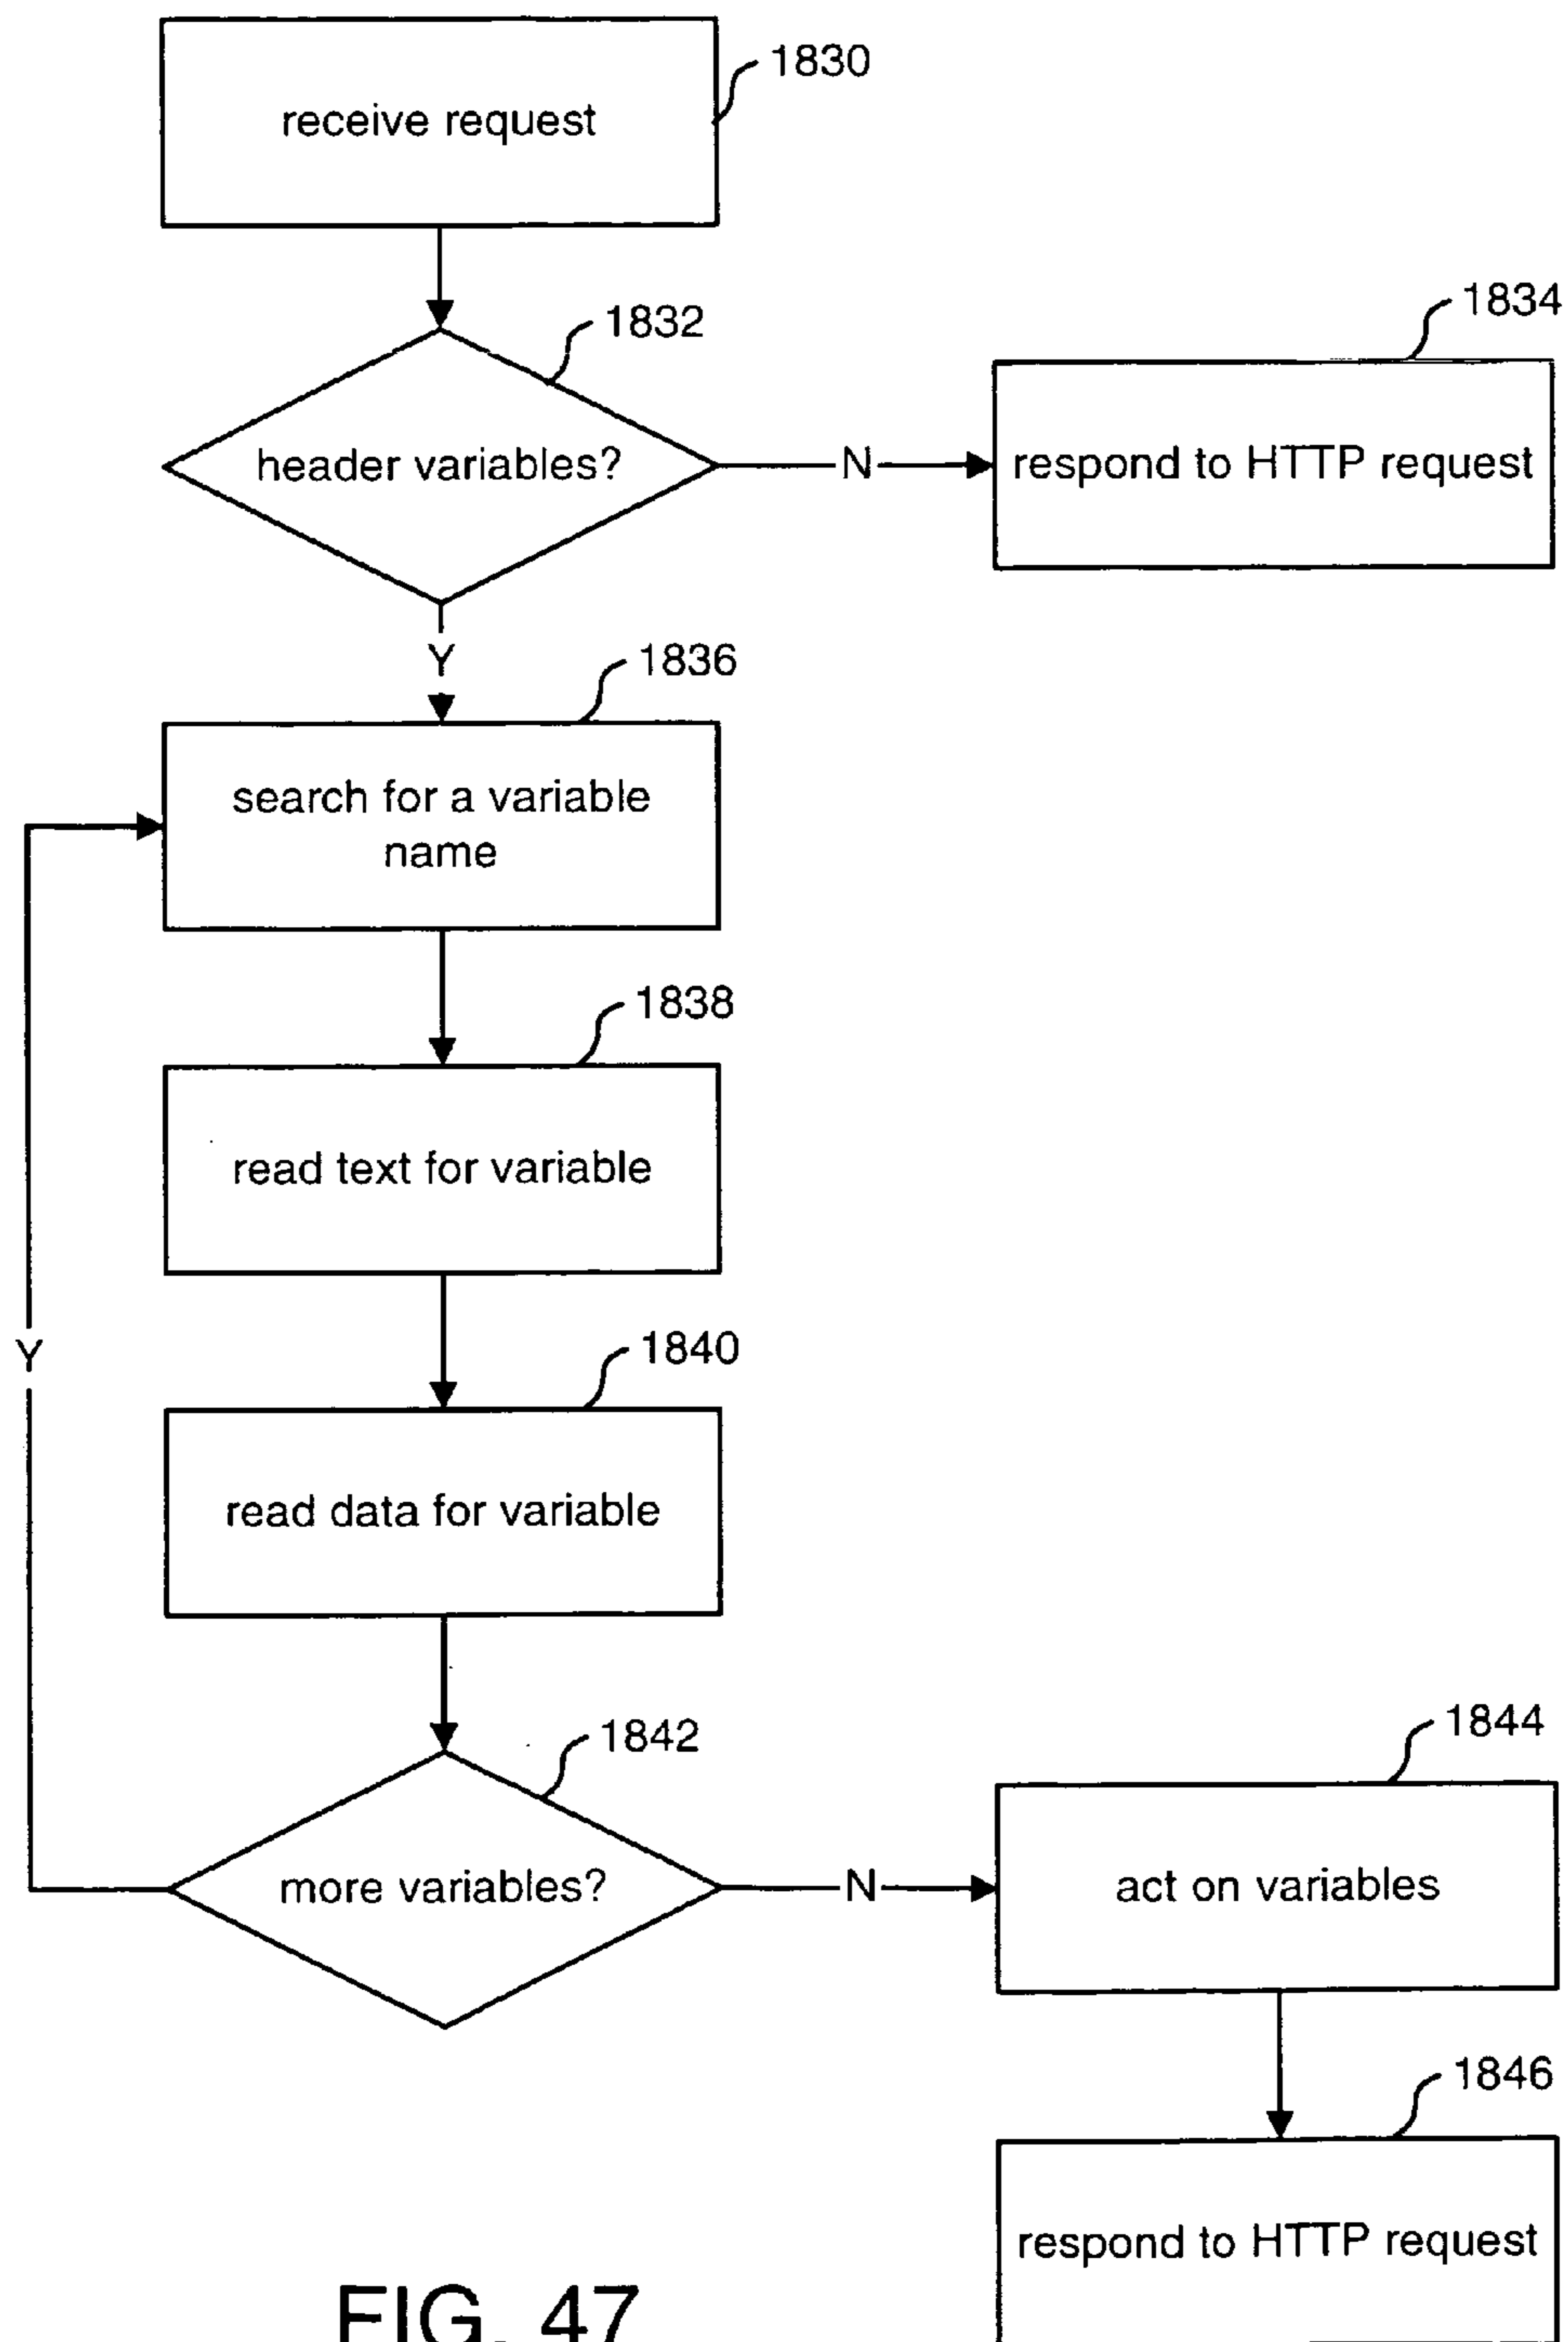 receive request
1830
1832
header variables?
N
1834
respond to HTTP request
Y
1836
search for a variable
name
1838
read text for variable
Y
1840
read data for variable
1842
more variables?
N
1844
act on variables
1846
respond to HTTP request
FIG. 47